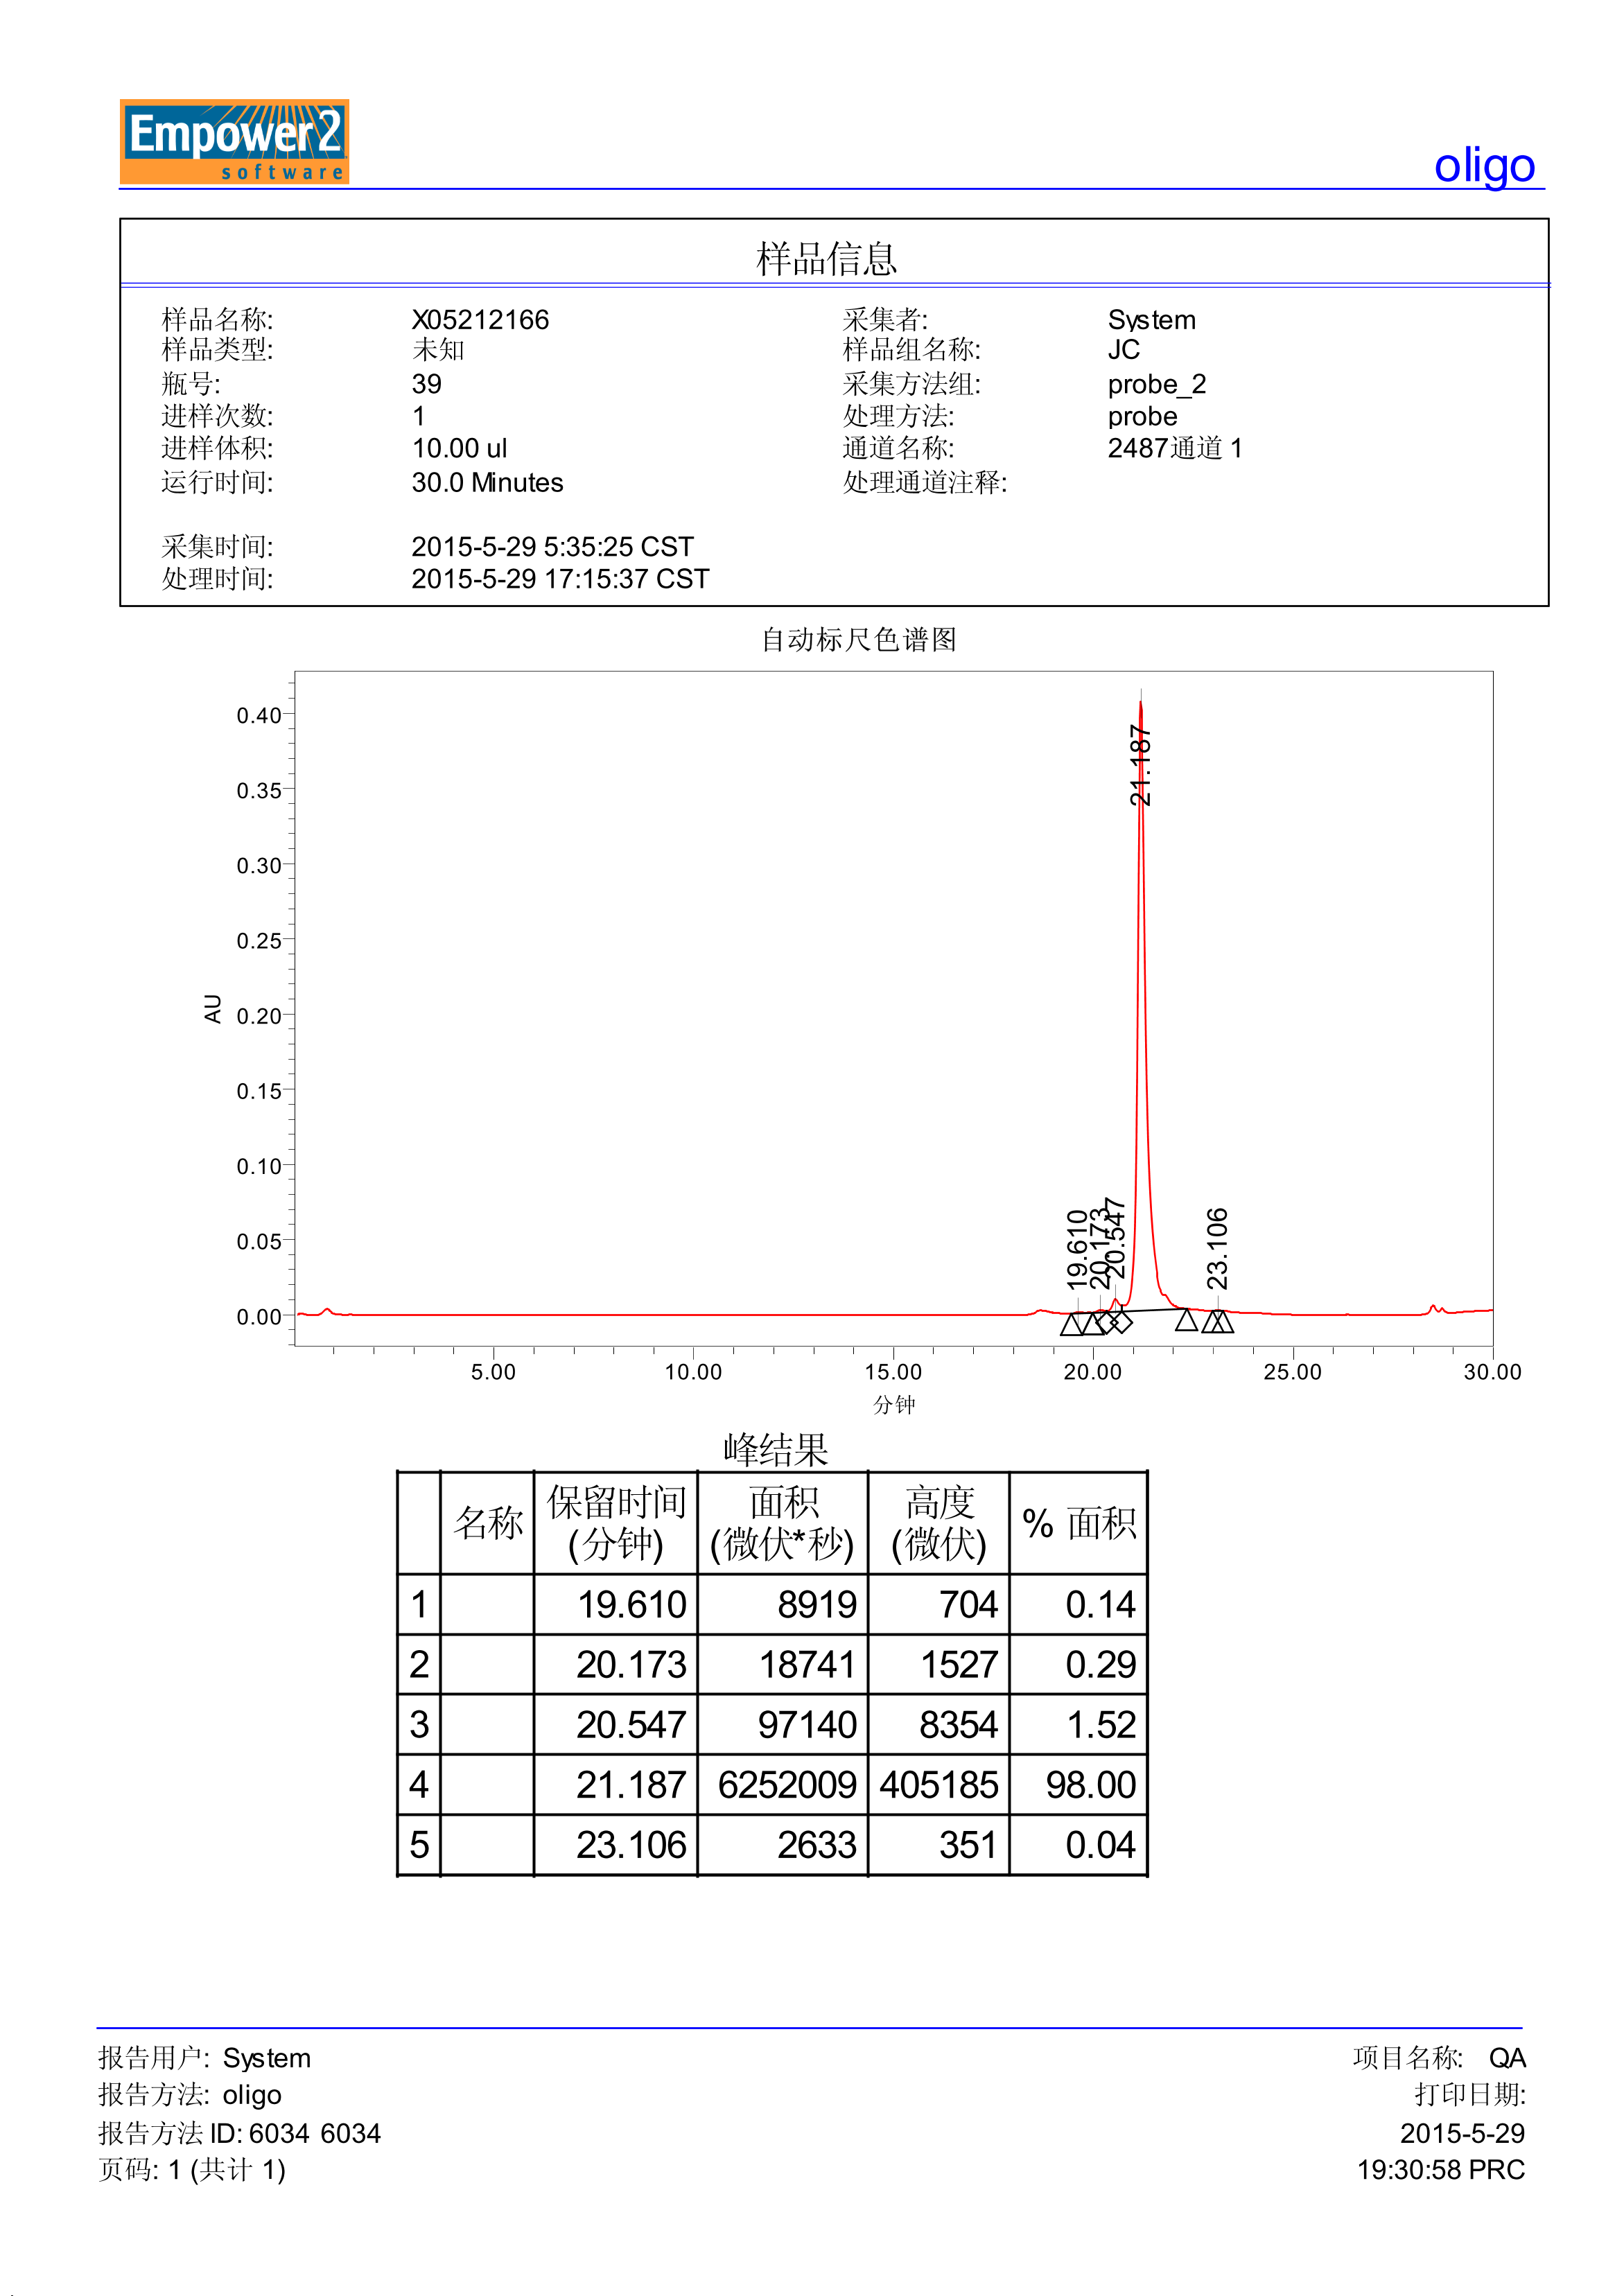 Empower2
software
oligo
样品信息
样品名称: X05212166 采集者: System
样品类型: 未知 样品组名称: JC
瓶号: 39 采集方法组: probe_2
进样次数: 1 处理方法: probe
进样体积: 10.00 ul 通道名称: 2487通道 1
运行时间: 30.0 Minutes 处理通道注释:
采集时间: 2015-5-29 5:35:25 CST
处理时间: 2015-5-29 17:15:37 CST
自动标尺色谱图
AU
0.40
0.35
0.30
0.25
0.20
0.15
0.10
0.05
0.00
19.610
20.173
20.547
21.187
23.106
5.00 10.00 15.00 20.00 25.00 30.00
分钟
峰结果
名称 保留时间 (分钟) 面积 (微伏*秒) 高度 (微伏) % 面积
1 19.610 8919 704 0.14
2 20.173 18741 1527 0.29
3 20.547 97140 8354 1.52
4 21.187 6252009 405185 98.00
5 23.106 2633 351 0.04
报告用户: System 项目名称: QA
报告方法: oligo 打印日期:
报告方法 ID: 6034 6034 2015-5-29
页码: 1 (共计 1) 19:30:58 PRC